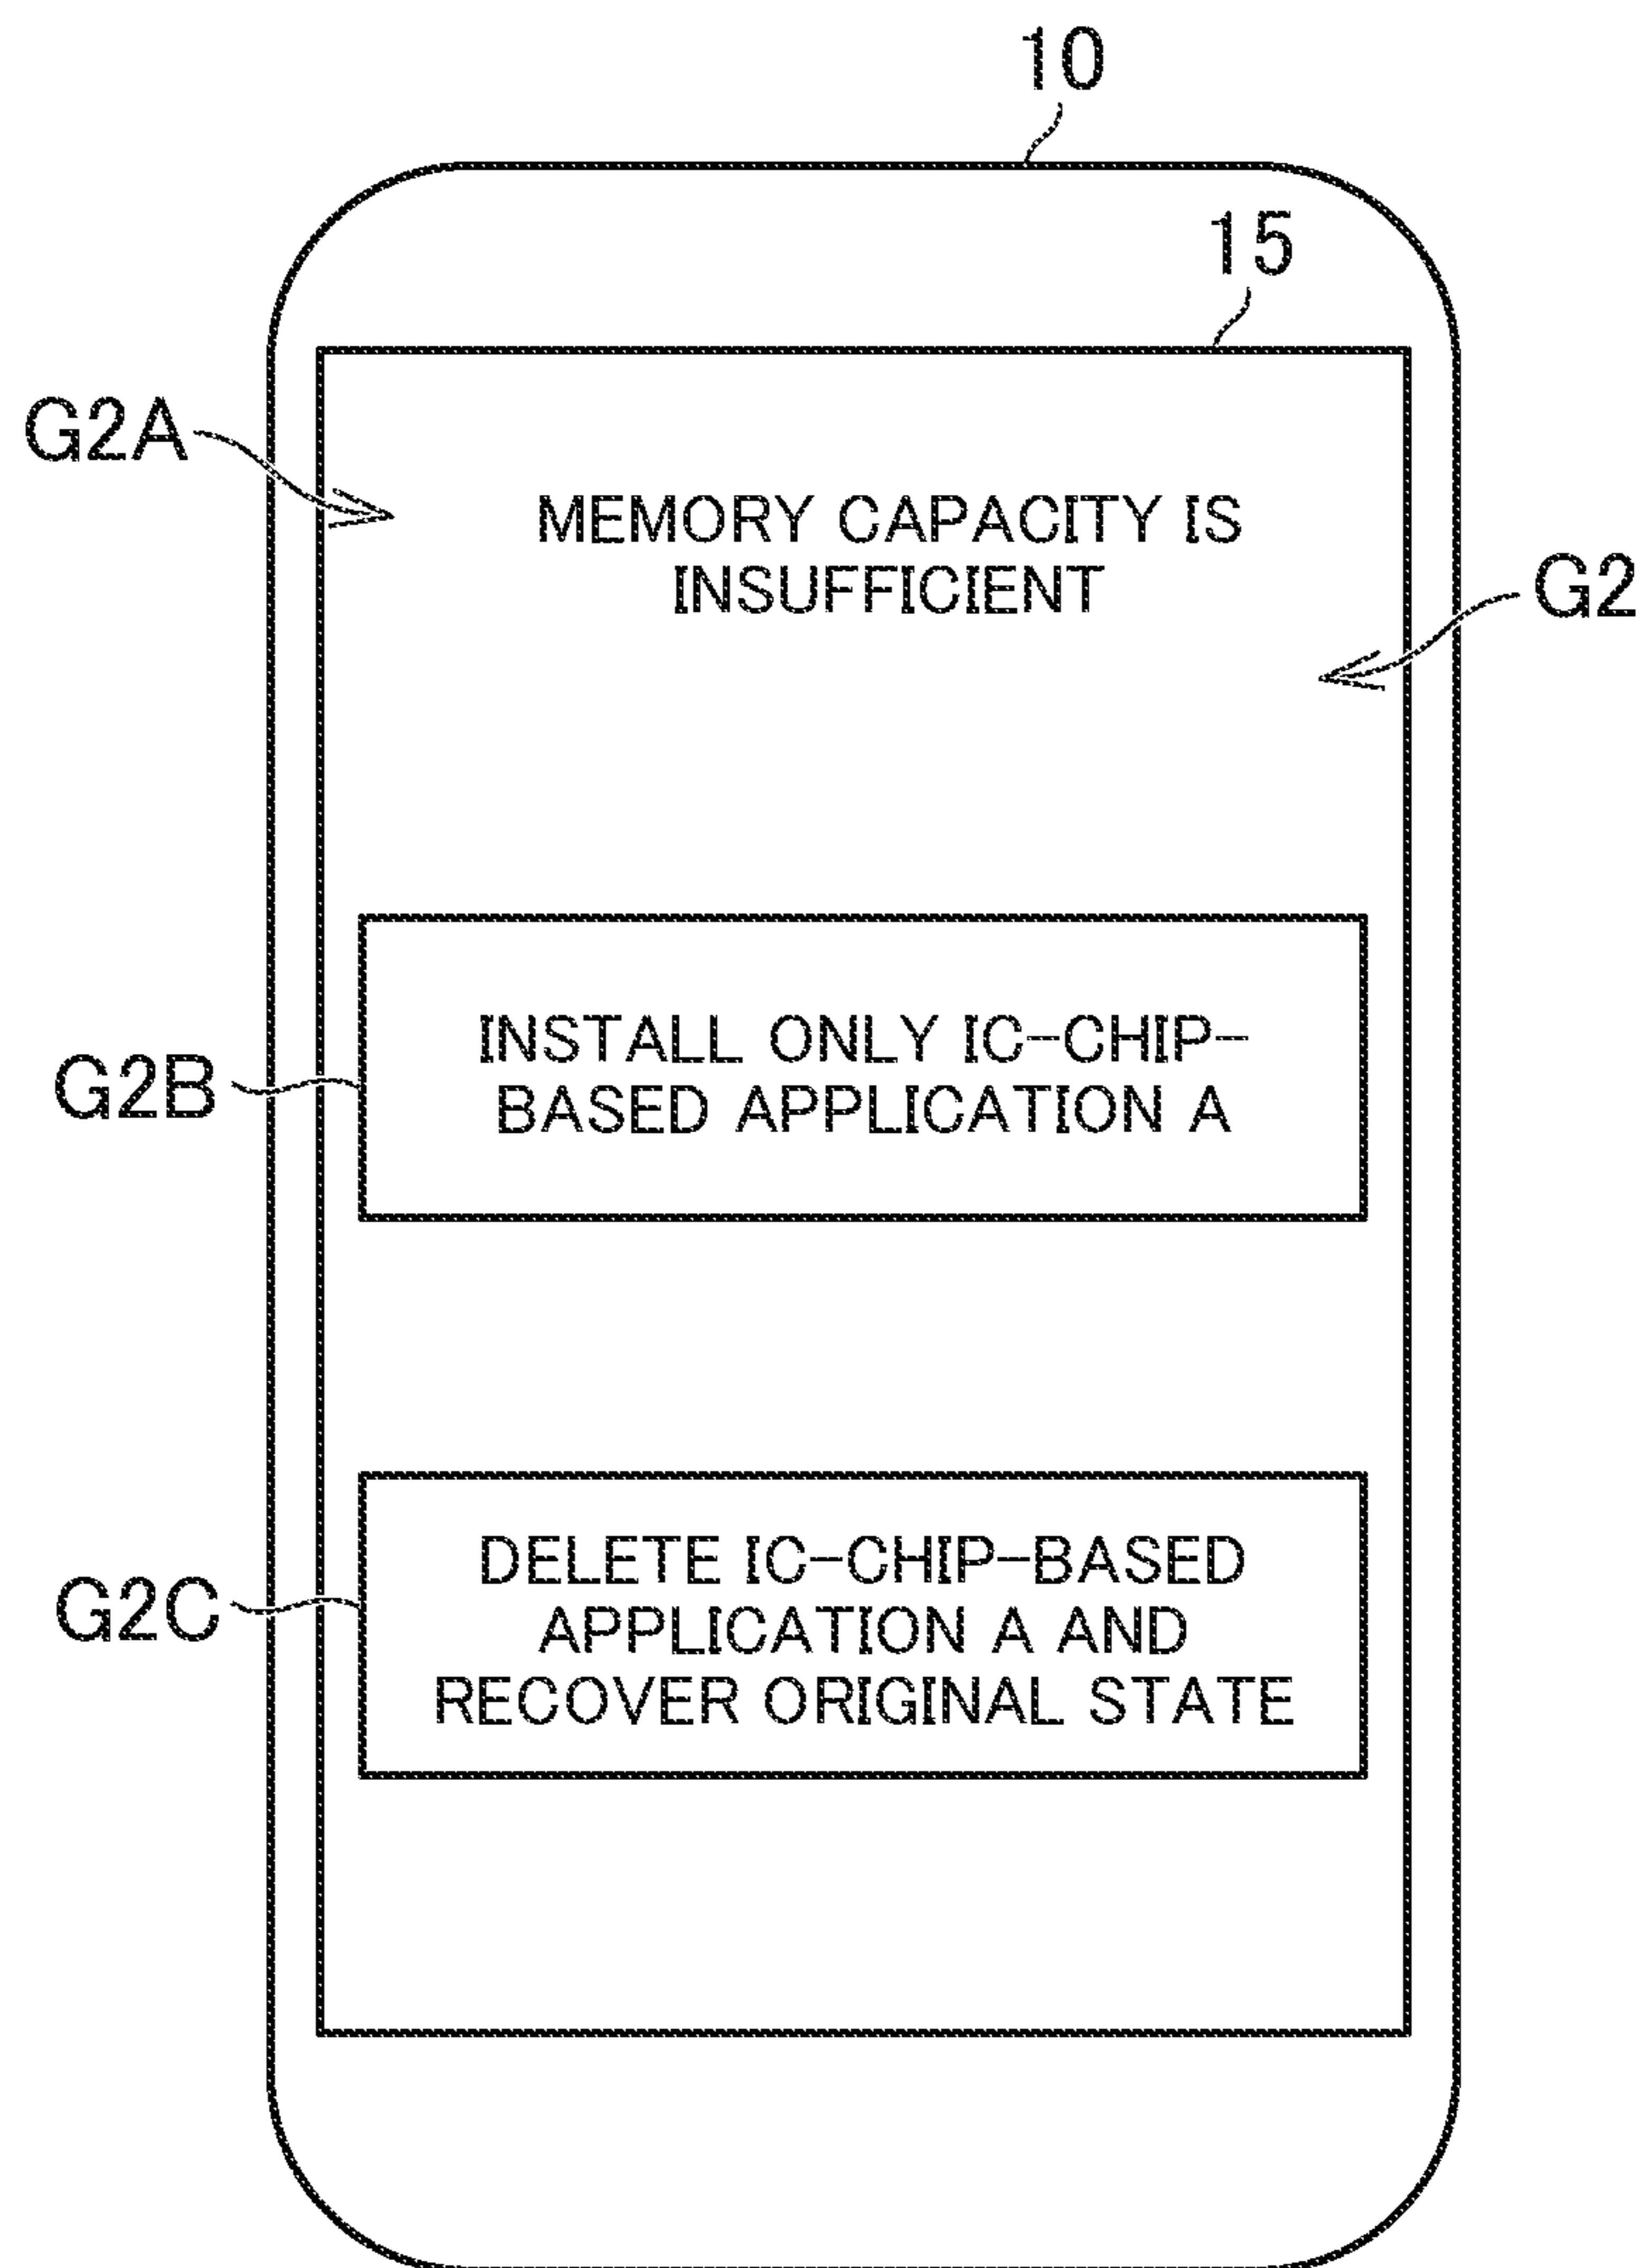 10
15
G2A
MEMORY CAPACITY IS
INSUFFICIENT
G2
INSTALL ONLY IC-CHIP-
BASED APPLICATION A
G2B
DELETE IC-CHIP-BASED
APPLICATION A AND
RECOVER ORIGINAL STATE
G2C